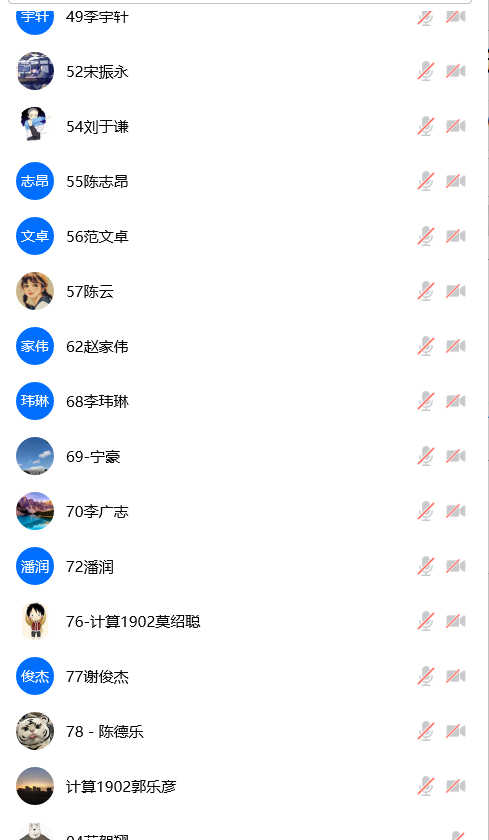 宇轩 49李宇轩
52宋振永
54刘于谦
志昂 55陈志昂
文卓 56范文卓
57陈云
家伟 62赵家伟
玮琳 68李玮琳
69-宁豪
70李广志
潘润 72潘润
76-计算1902莫绍聪
俊杰 77谢俊杰
78 - 陈德乐
计算1902郭乐彦